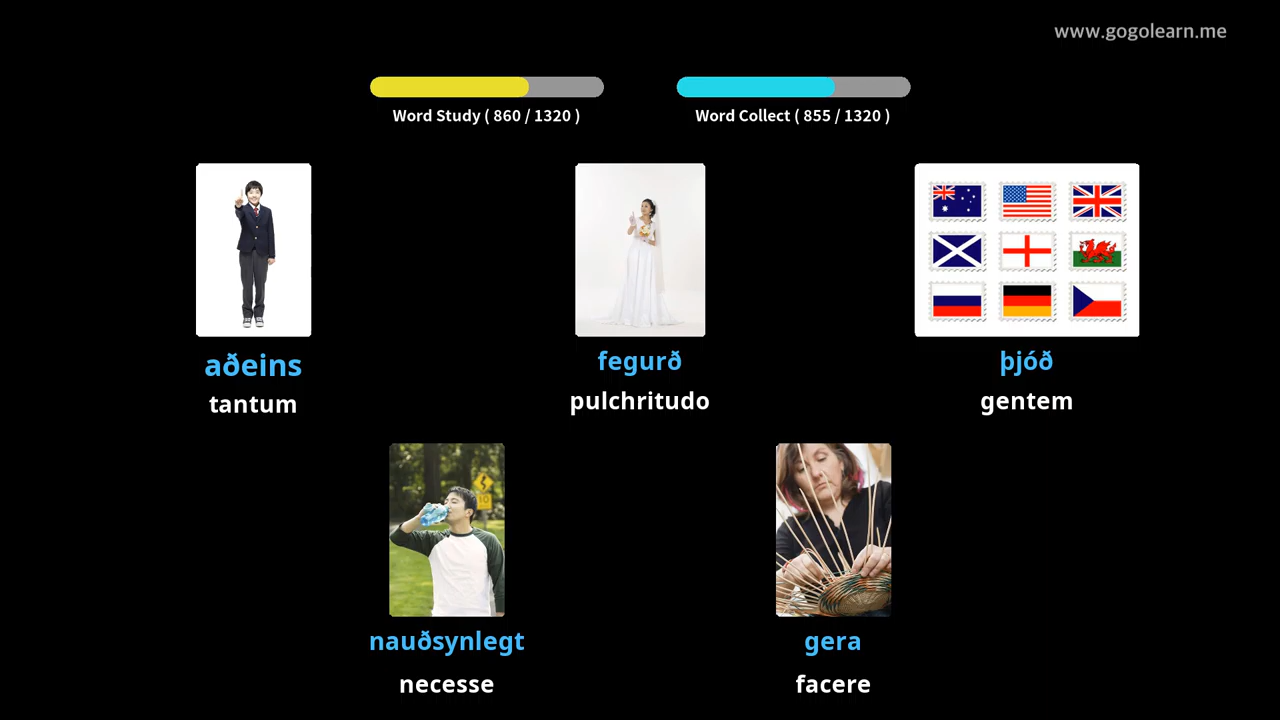 www.gogolearn.me
Word Study ( 860 / 1320 )
Word Collect ( 855 / 1320 )
aðeins
tantum
fegurð
pulchritudo
þjóð
gentem
nauðsynlegt
necesse
gera
facere